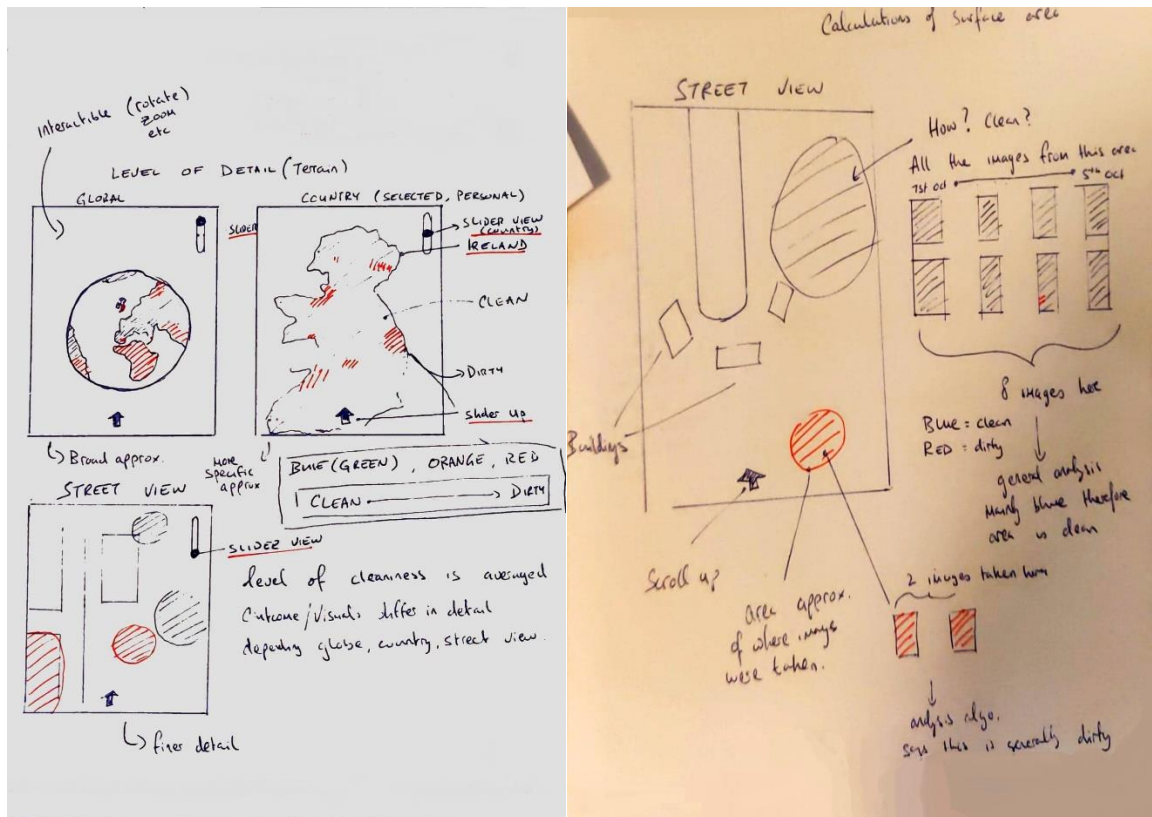 Interactible (rotate)
zoom
etc
LEVEL OF DETAIL (Terrain)
GLOBAL
COUNTRY (SELECTED, PERSONAL)
SLIDER
SLIDER VIEW
(COUNTRY)
IRELAND
CLEAN
DIRTY
Slider up
Broad approx.
More
specific
approx
BLUE (GREEN), ORANGE, RED
CLEAN DIRTY
STREET VIEW
SLIDER VIEW
level of cleaniness is averaged
Outcome/Visuals differs in detail
depending globe, country, street view.
finer detail
Calculations of surface area
STREET VIEW
How? Clean?
All the images from this area
1st Oct 5th Oct
8 images here
Blue = clean
RED = dirty
general analysis
Mainly blue therefore
area is clean
Buildings
Scroll up?
area approx.
of where image
were taken.
2 images taken here
analysis algo.
says this is generally dirty